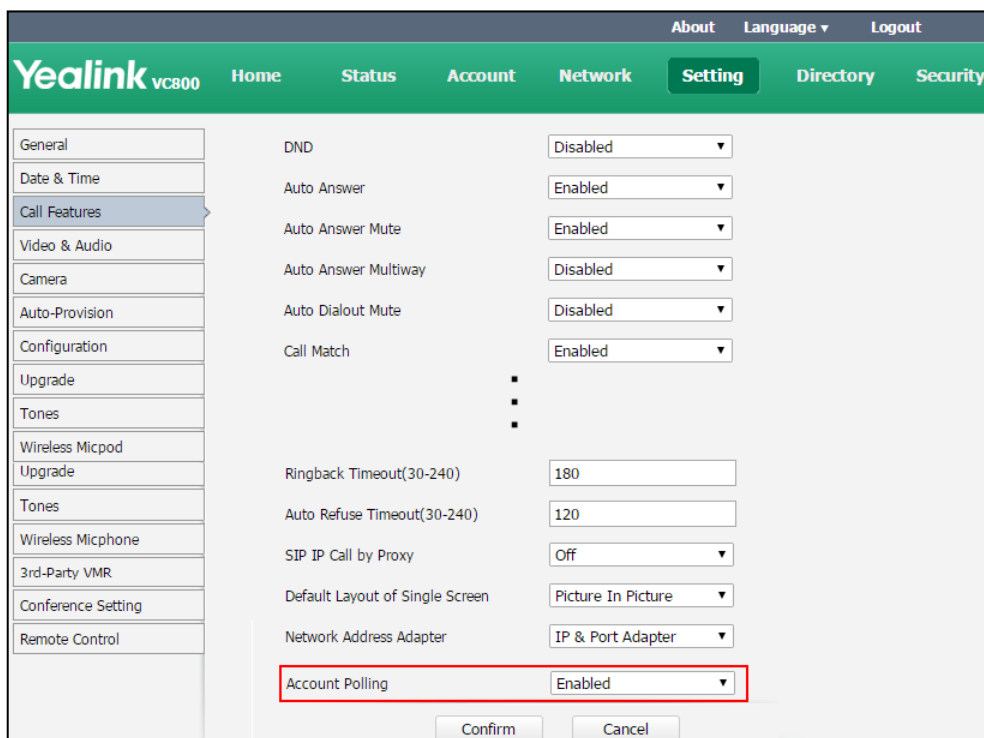 About Language Logout
Yealink VC800 Home Status Account Network Setting Directory Security
General
Date & Time
Call Features
Video & Audio
Camera
Auto-Provision
Configuration
Upgrade
Tones
Wireless Micpod
Upgrade
Tones
Wireless Micphone
3rd-Party VMR
Conference Setting
Remote Control
DND Disabled
Auto Answer Enabled
Auto Answer Mute Enabled
Auto Answer Multiway Disabled
Auto Dialout Mute Disabled
Call Match Enabled
Ringback Timeout(30-240) 180
Auto Refuse Timeout(30-240) 120
SIP IP Call by Proxy Off
Default Layout of Single Screen Picture In Picture
Network Address Adapter IP & Port Adapter
Account Polling Enabled
Confirm Cancel